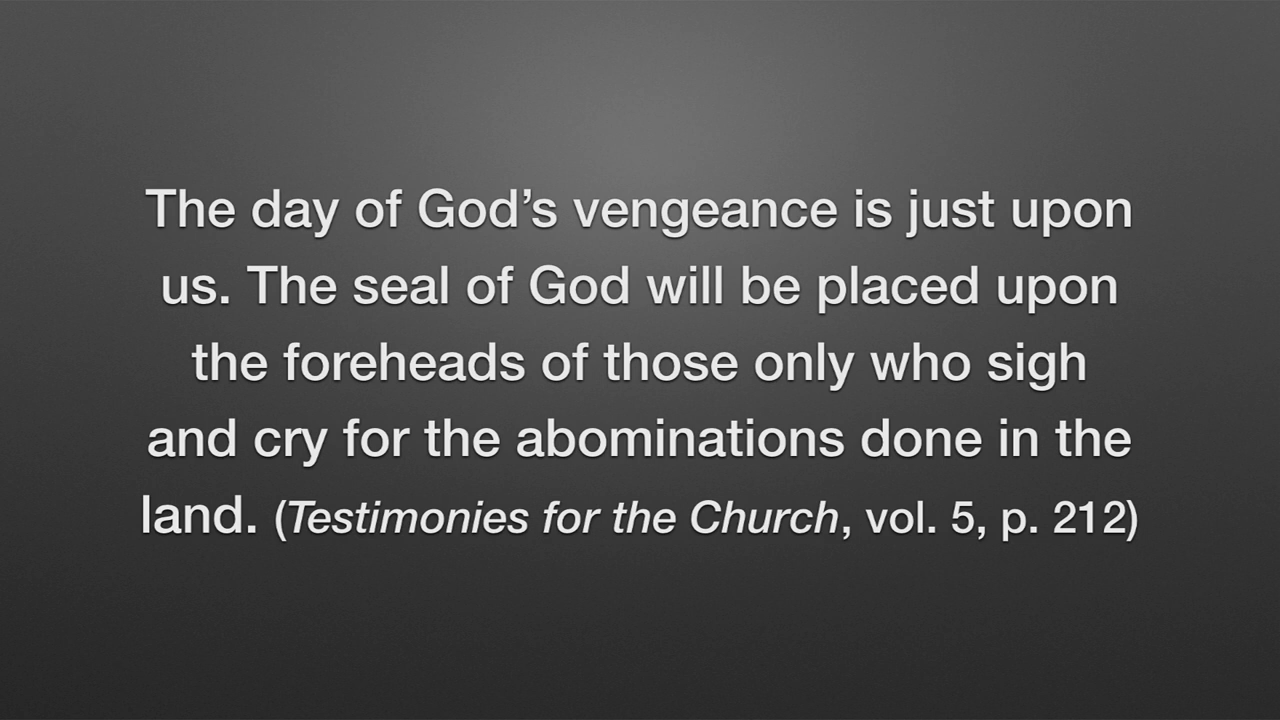 The day of God’s vengeance is just upon
us. The seal of God will be placed upon
the foreheads of those only who sigh
and cry for the abominations done in the
land. (Testimonies for the Church, vol. 5, p. 212)